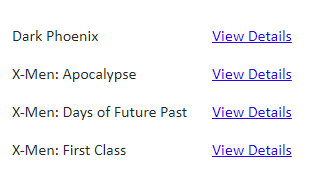 Dark Phoenix View Details
X-Men: Apocalypse View Details
X-Men: Days of Future Past View Details
X-Men: First Class View Details